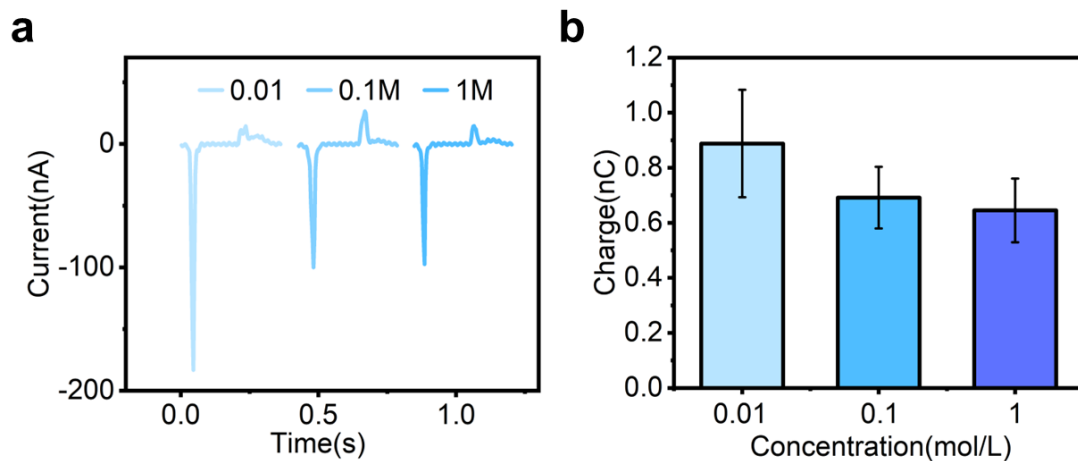 a
0.01 0.1M 1M
0
-100
-200
Current(nA)
0.0 0.5 1.0
Time(s)
b
1.2
1.0
0.8
0.6
0.4
0.2
0.0
Charge(nC)
0.01 0.1 1
Concentration(mol/L)